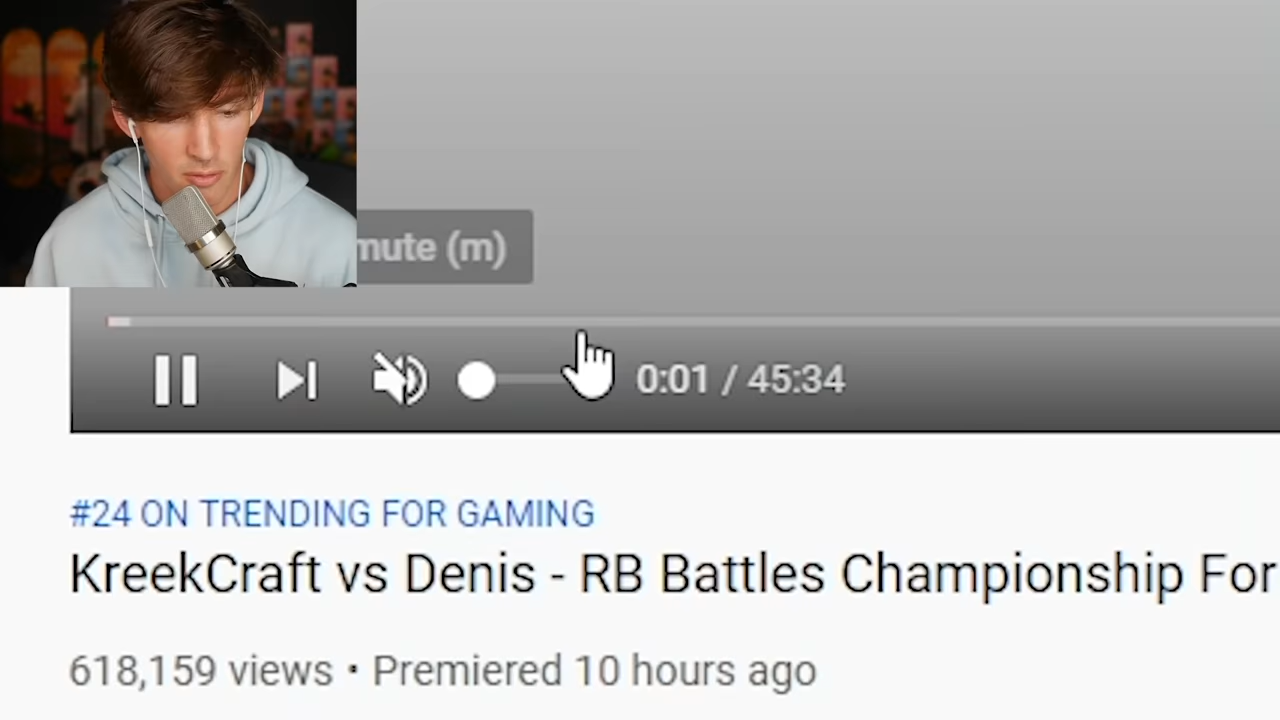 mute (m)
0:01 / 45:34
#24 ON TRENDING FOR GAMING
KreekCraft vs Denis - RB Battles Championship For
618,159 views • Premiered 10 hours ago